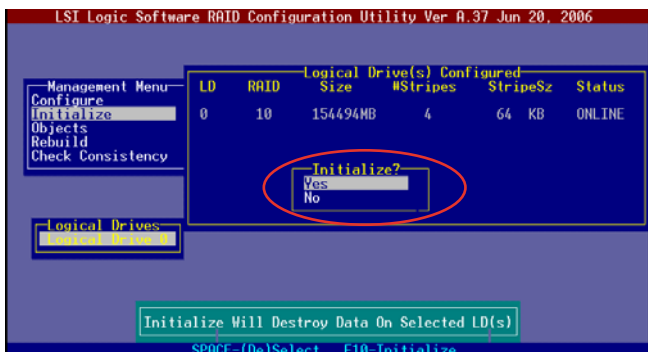 LSI Logic Software RAID Configuration Utility Ver A.37 Jun 20, 2006
Logical Drive(s) Configured
LD RAID Size #Stripes StripeSz Status
0 10 154494MB 4 64 KB ONLINE
Management Menu
Configure
Initialize
Objects
Rebuild
Check Consistency
Initialize?
Yes
No
Logical Drives
Logical Drive 0
Initialize Will Destroy Data On Selected LD(s)
SPACE-(De)Select F10-Initialize